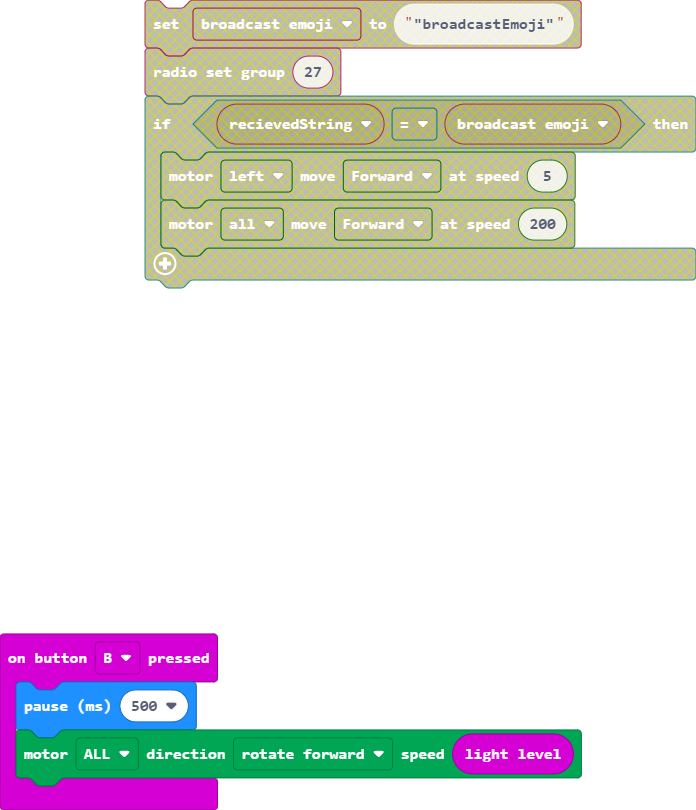 set broadcast emoji to ""broadcastEmoji""
radio set group 27
if recievedString = broadcast emoji then
motor left move Forward at speed 5
motor all move Forward at speed 200
on button B pressed
pause (ms) 500
motor ALL direction rotate forward speed light level